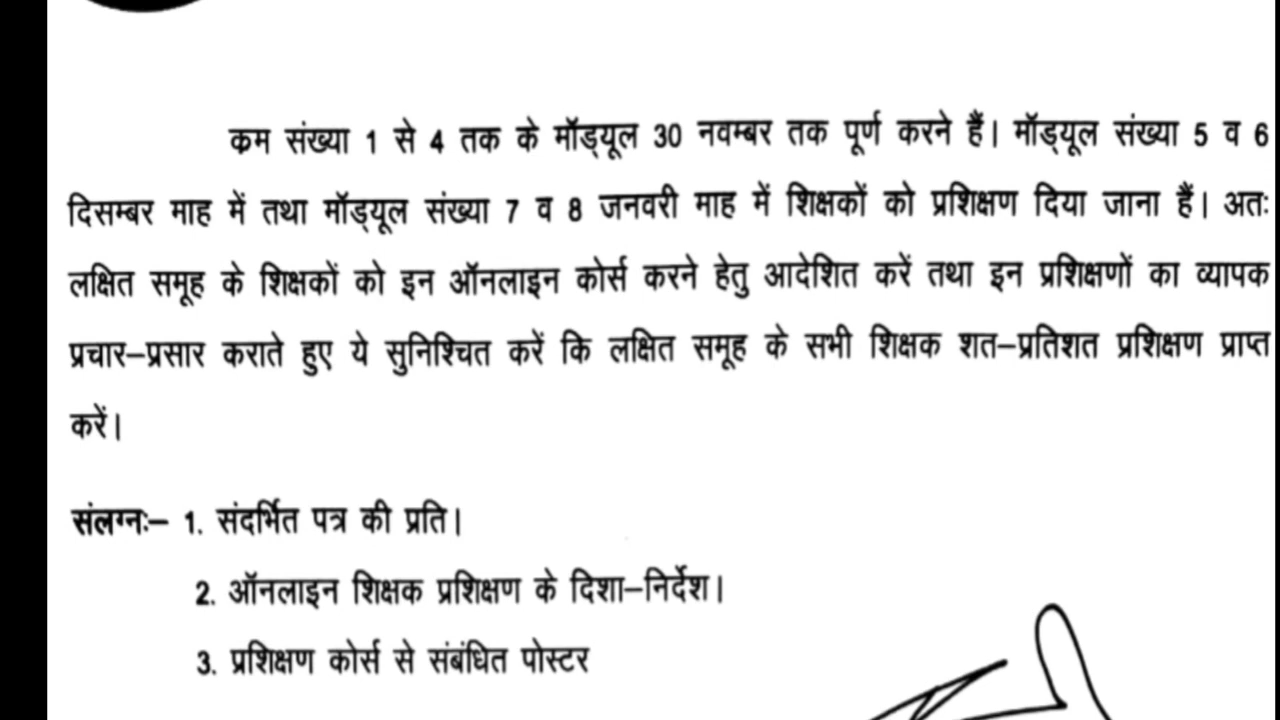 क्रम संख्या 1 से 4 तक के मॉड्यूल 30 नवम्बर तक पूर्ण करने हैं। मॉड्यूल संख्या 5 व 6
दिसम्बर माह में तथा मॉड्यूल संख्या 7 व 8 जनवरी माह में शिक्षकों को प्रशिक्षण दिया जाना हैं। अतः
लक्षित समूह के शिक्षकों को इन ऑनलाइन कोर्स करने हेतु आदेशित करें तथा इन प्रशिक्षणों का व्यापक
प्रचार–प्रसार कराते हुए ये सुनिश्चित करें कि लक्षित समूह के सभी शिक्षक शत–प्रतिशत प्रशिक्षण प्राप्त
करें।
संलग्नः– 1. संदर्भित पत्र की प्रति।
2. ऑनलाइन शिक्षक प्रशिक्षण के दिशा–निर्देश।
3. प्रशिक्षण कोर्स से संबंधित पोस्टर